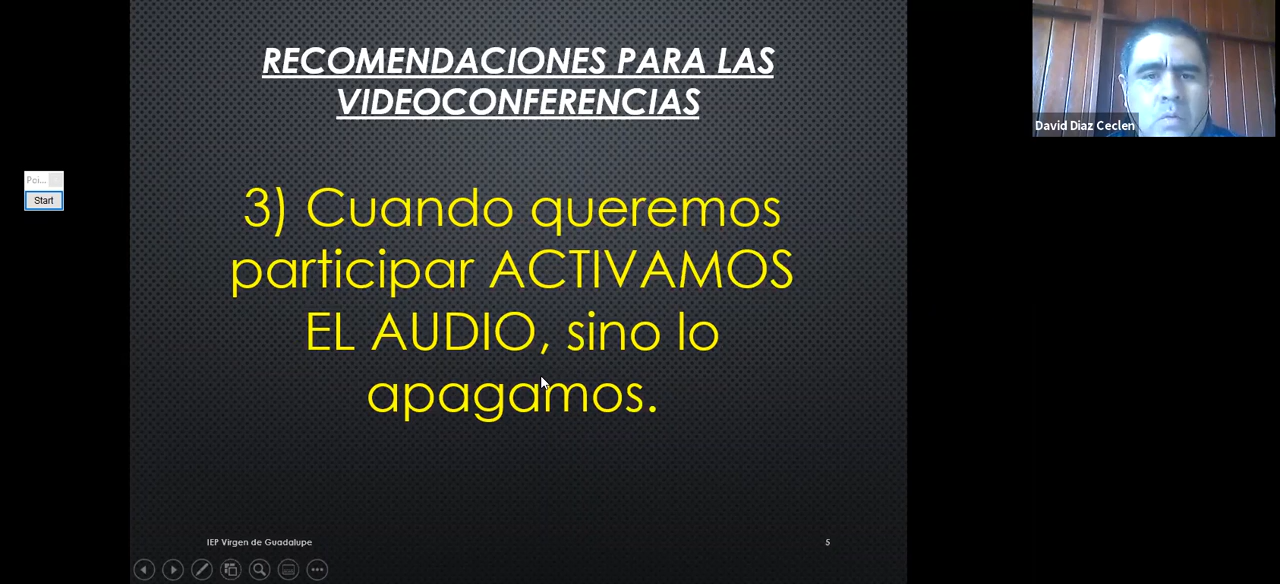 RECOMENDACIONES PARA LAS
VIDEOCONFERENCIAS
David Diaz Ceclen
Poi...
Start
3) Cuando queremos
participar ACTIVAMOS
EL AUDIO, sino lo
apagamos.
IEP Virgen de Guadalupe
5